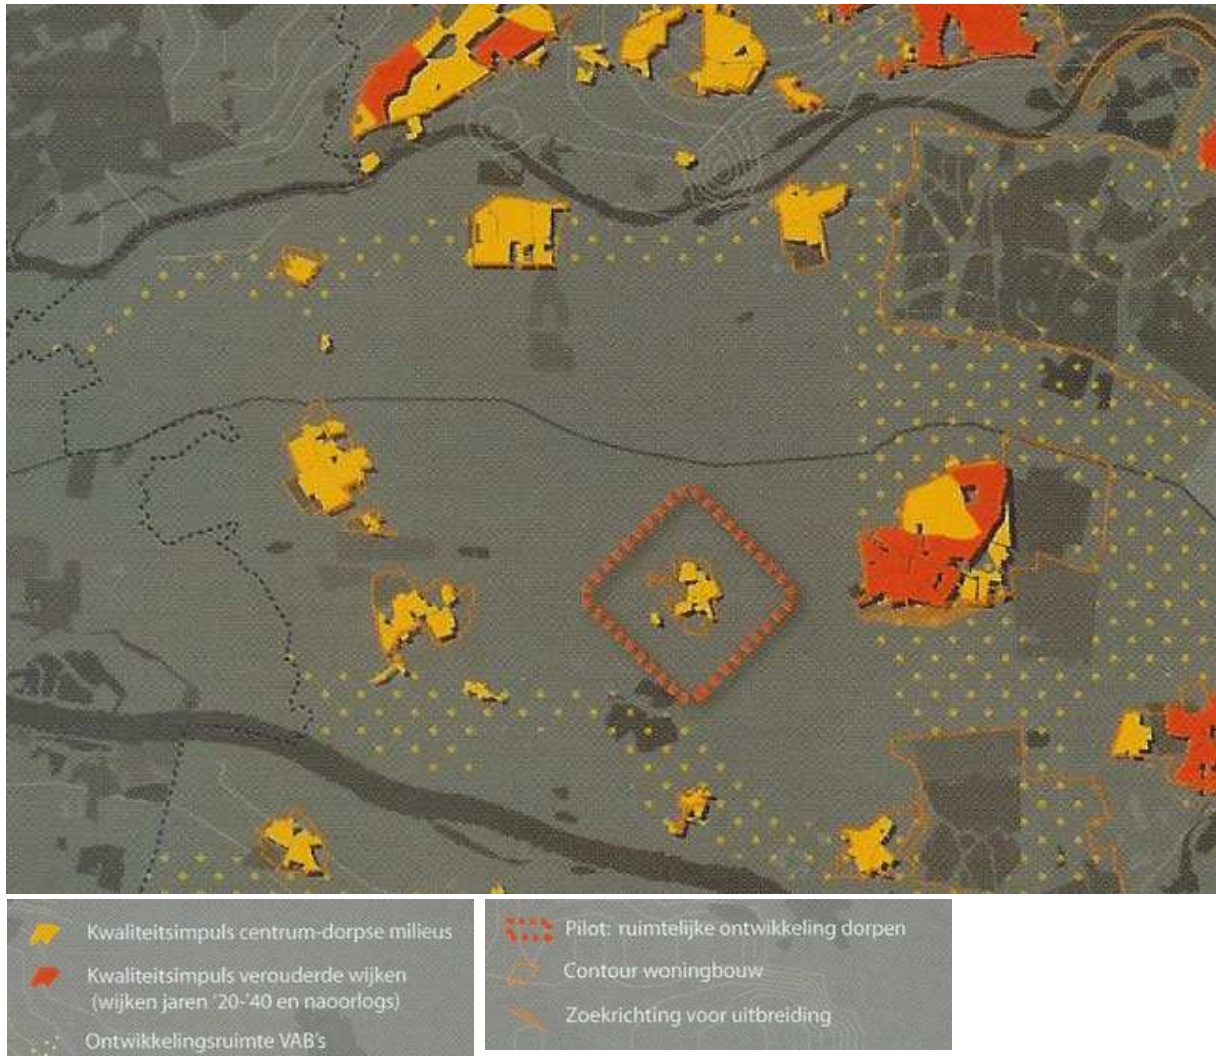 Kwaliteitsimpuls centrum-dorpse milieus
Kwaliteitsimpuls verouderde wijken
(wijken jaren '20-'40 en naoorlogs)
Ontwikkelingsruimte VAB's
Pilot: ruimtelijke ontwikkeling dorpen
Contour woningbouw
Zoekrichting voor uitbreiding